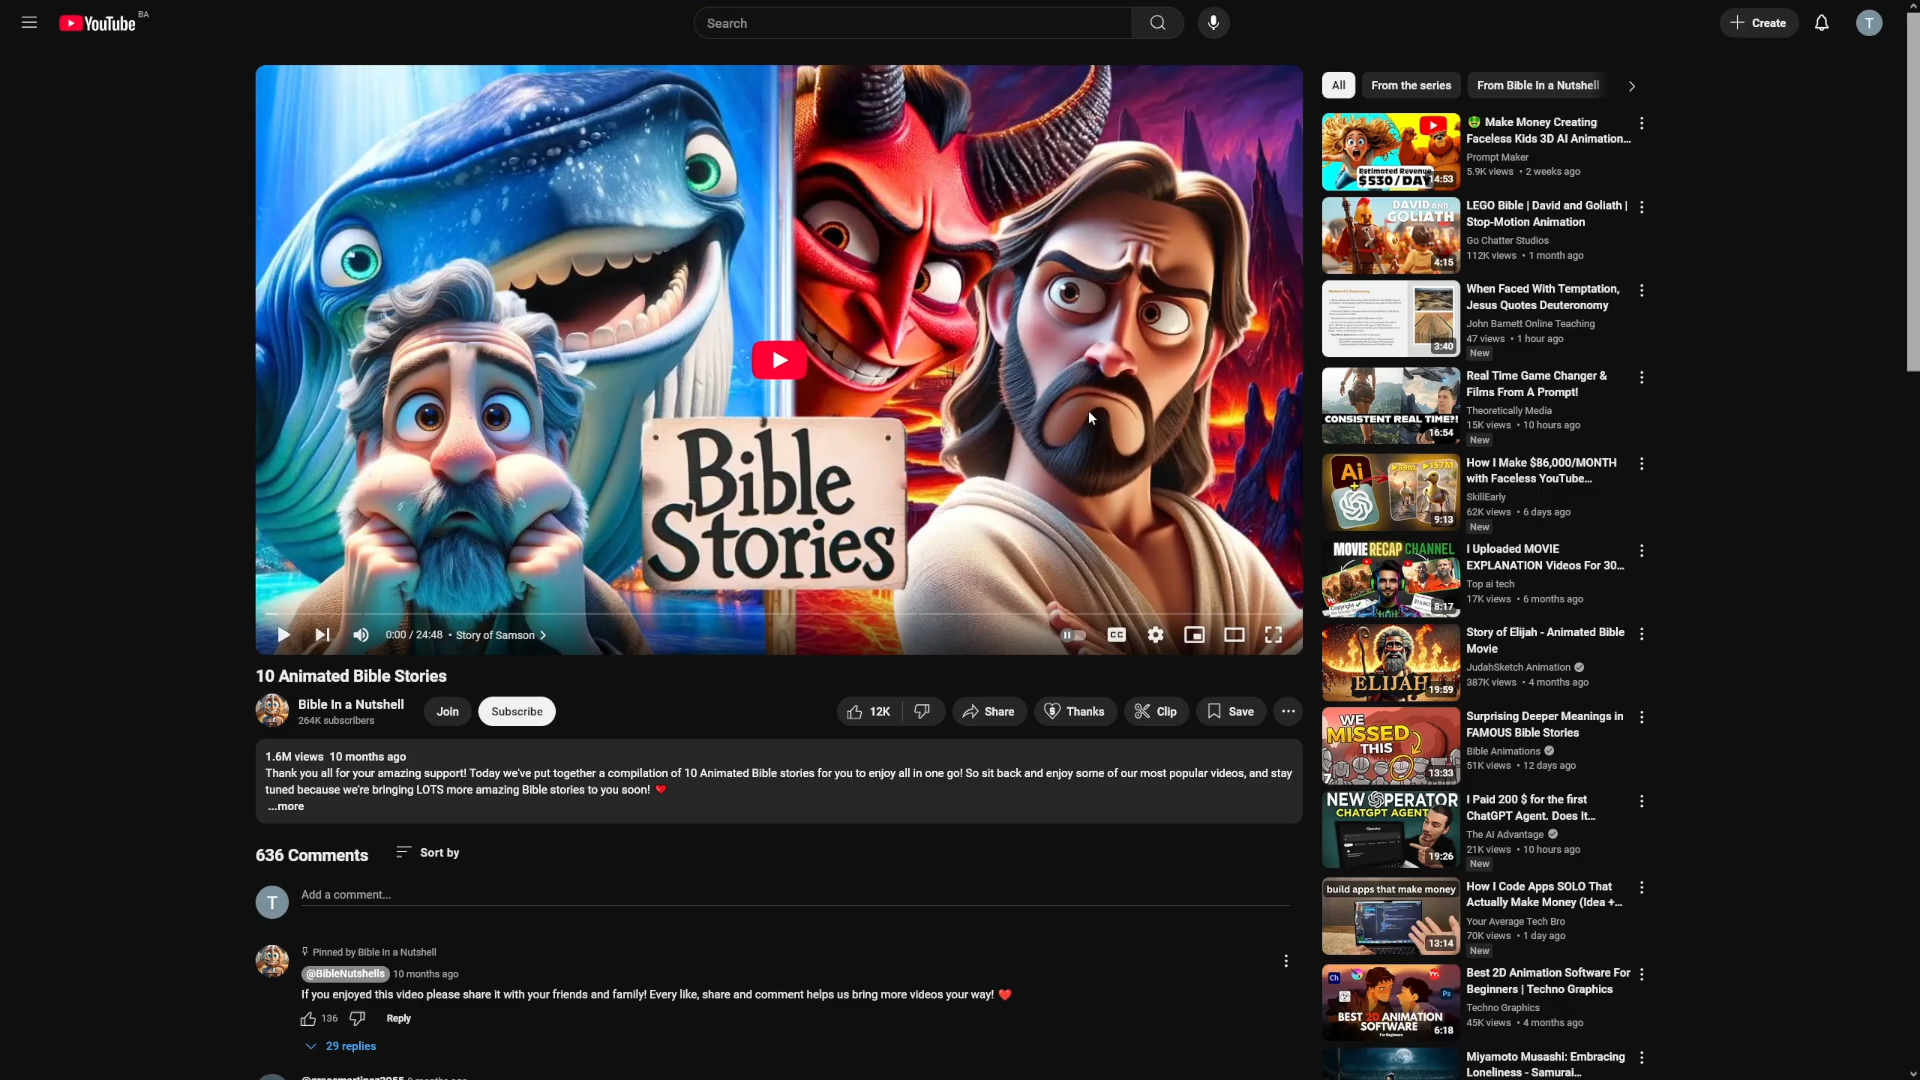 YouTube BA
Search
Create
T
Bible
Stories
0:00 / 24:48 • Story of Samson
CC
10 Animated Bible Stories
Bible In a Nutshell
264K subscribers
Join
Subscribe
12K
Share
Thanks
Clip
Save
1.6M views 10 months ago
Thank you all for your amazing support! Today we've put together a compilation of 10 Animated Bible stories for you to enjoy all in one go! So sit back and enjoy some of our most popular videos, and stay
tuned because we're bringing LOTS more amazing Bible stories to you soon! ❤
...more
636 Comments
Sort by
T
Add a comment...
Pinned by Bible In a Nutshell
@BibleNutshells 10 months ago
If you enjoyed this video please share it with your friends and family! Every like, share and comment helps us bring more videos your way! ❤
136
Reply
29 replies
All
From the series
From Bible In a Nutshell
Estimated Revenue
$530/DAY
14:53
🤑 Make Money Creating
Faceless Kids 3D AI Animation...
Prompt Maker
5.9K views • 2 weeks ago
DAVID AND
GOLIATH
4:15
LEGO Bible | David and Goliath |
Stop-Motion Animation
Go Chatter Studios
112K views • 1 month ago
3:40
When Faced With Temptation,
Jesus Quotes Deuteronomy
John Barnett Online Teaching
47 views • 1 hour ago
New
CONSISTENT REAL TIME?!
16:54
Real Time Game Changer &
Films From A Prompt!
Theoretically Media
15K views • 10 hours ago
New
Ai
+
9:13
How I Make $86,000/MONTH
with Faceless YouTube...
SkillEarly
62K views • 6 days ago
New
MOVIE RECAP CHANNEL
Copyright ✓
8:17
I Uploaded MOVIE
EXPLANATION Videos For 30...
Top ai tech
17K views • 6 months ago
ELIJAH
19:59
Story of Elijah - Animated Bible
Movie
JudahSketch Animation
387K views • 4 months ago
WE
MISSED
THIS
7.
13:33
Surprising Deeper Meanings in
FAMOUS Bible Stories
Bible Animations
51K views • 12 days ago
NEW OPERATOR
CHATGPT AGENT
19:26
I Paid 200 $ for the first
ChatGPT Agent. Does It...
The AI Advantage
21K views • 10 hours ago
New
build apps that make money
13:14
How I Code Apps SOLO That
Actually Make Money (Idea +...
Your Average Tech Bro
70K views • 1 day ago
New
Ch
Ps
BEST 2D ANIMATION
SOFTWARE
For Beginners
6:18
Best 2D Animation Software For
Beginners | Techno Graphics
Techno Graphics
45K views • 4 months ago
Miyamoto Musashi: Embracing
Loneliness - Samurai...